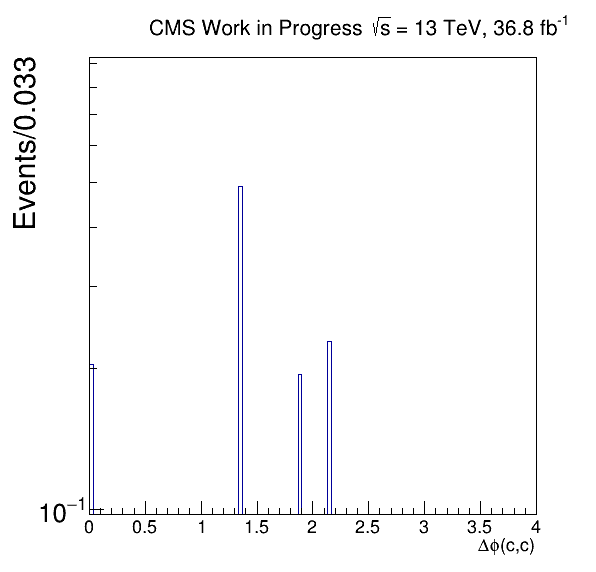 CMS Work in Progress √s = 13 TeV, 36.8 fb⁻¹
Events/0.033
10⁻¹
0 0.5 1 1.5 2 2.5 3 3.5 4
Δϕ(c,c)